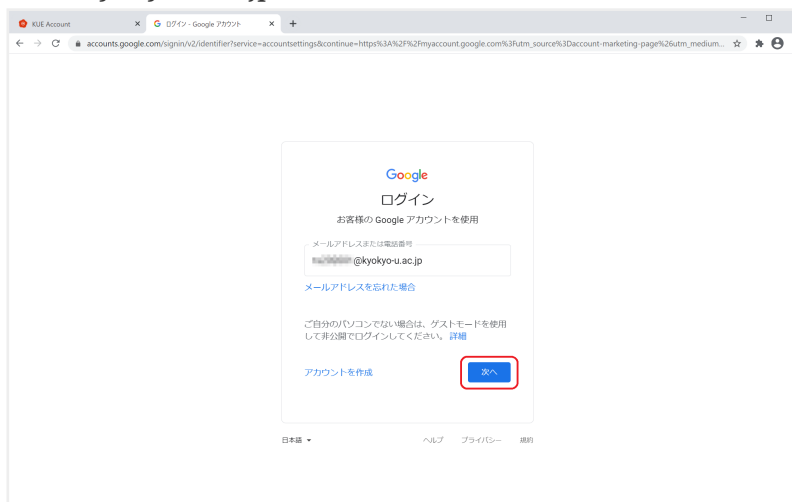 KUE Account
G ログイン - Google アカウント
accounts.google.com/signin/v2/identifier?service=accountsettings&continue=https%3A%2F%2Fmyaccount.google.com%3Futm_source%3Daccount-marketing-page%26utm_medium...
Google
ログイン
お客様の Google アカウントを使用
メールアドレスまたは電話番号
@kyokyo-u.ac.jp
メールアドレスを忘れた場合
ご自分のパソコンでない場合は、ゲストモードを使用
して非公開でログインしてください。 詳細
アカウントを作成
次へ
日本語 ヘルプ プライバシー 規約